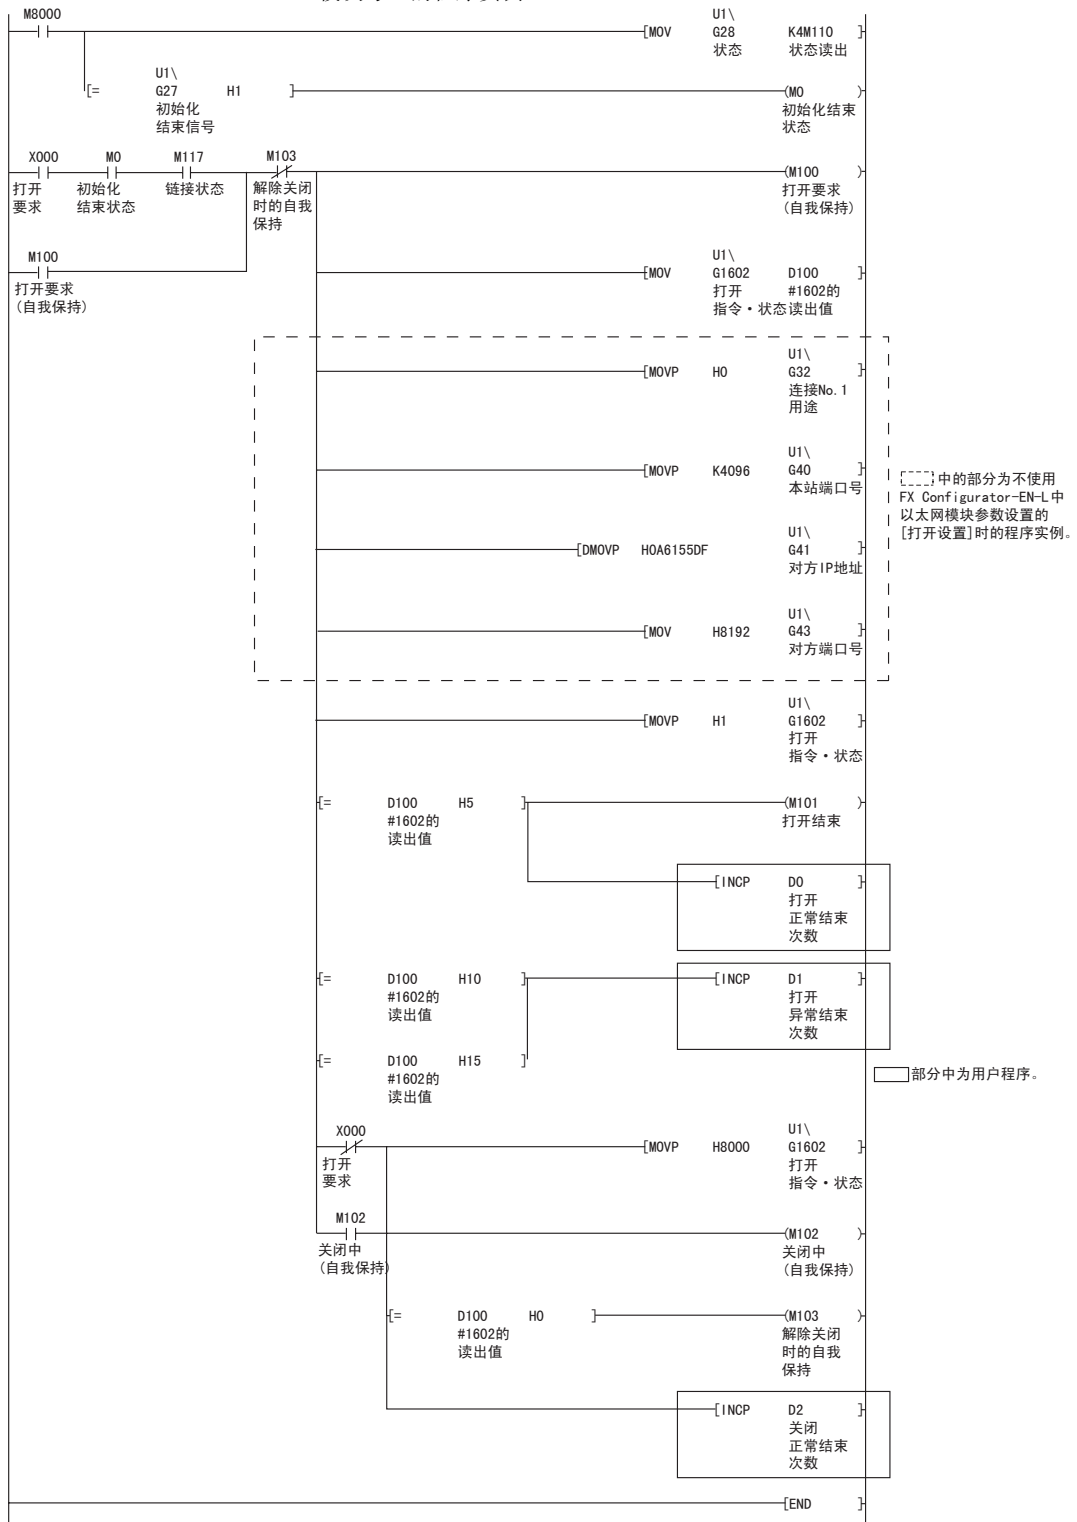 M8000
U1\
[MOV G28 K4M110 ]
状态 状态读出
U1\
[= G27 H1 ] (M0 )
初始化 初始化结束
结束信号 状态
X000 M0 M117 M103
(M100 )
打开 初始化 链接状态 解除关闭 打开要求
要求 结束状态 时的自我 (自我保持)
保持
M100
打开要求
(自我保持)
U1\
[MOV G1602 D100 ]
打开 #1602的
指令・状态读出值
U1\
[MOVP H0 G32 ]
连接No.1
用途
U1\
[MOVP K4096 G40 ]
本站端口号
中的部分为不使用
FX Configurator-EN-L中
以太网模块参数设置的
[打开设置]时的程序实例。
U1\
[DMOVP H0A6155DF G41 ]
对方IP地址
U1\
[MOV H8192 G43 ]
对方端口号
U1\
[MOVP H1 G1602 ]
打开
指令・状态
[= D100 H5 ] (M101 )
#1602的 打开结束
读出值
[INCP D0 ]
打开
正常结束
次数
[= D100 H10 ] [INCP D1 ]
#1602的 打开
读出值 异常结束
次数
[= D100 H15 ]
#1602的
读出值
部分中为用户程序。
X000 U1\
[MOVP H8000 G1602 ]
打开 打开
要求 指令・状态
M102
(M102 )
关闭中 关闭中
(自我保持) (自我保持)
[= D100 H0 ] (M103 )
#1602的 解除关闭
读出值 时的自我
保持
[INCP D2 ]
关闭
正常结束
次数
[END ]